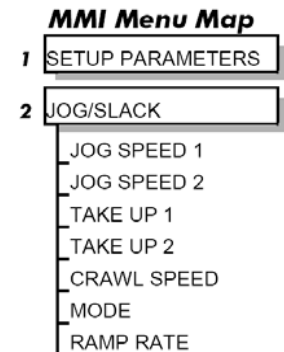 MMI Menu Map
1 SETUP PARAMETERS
2 JOG/SLACK
JOG SPEED 1
JOG SPEED 2
TAKE UP 1
TAKE UP 2
CRAWL SPEED
MODE
RAMP RATE